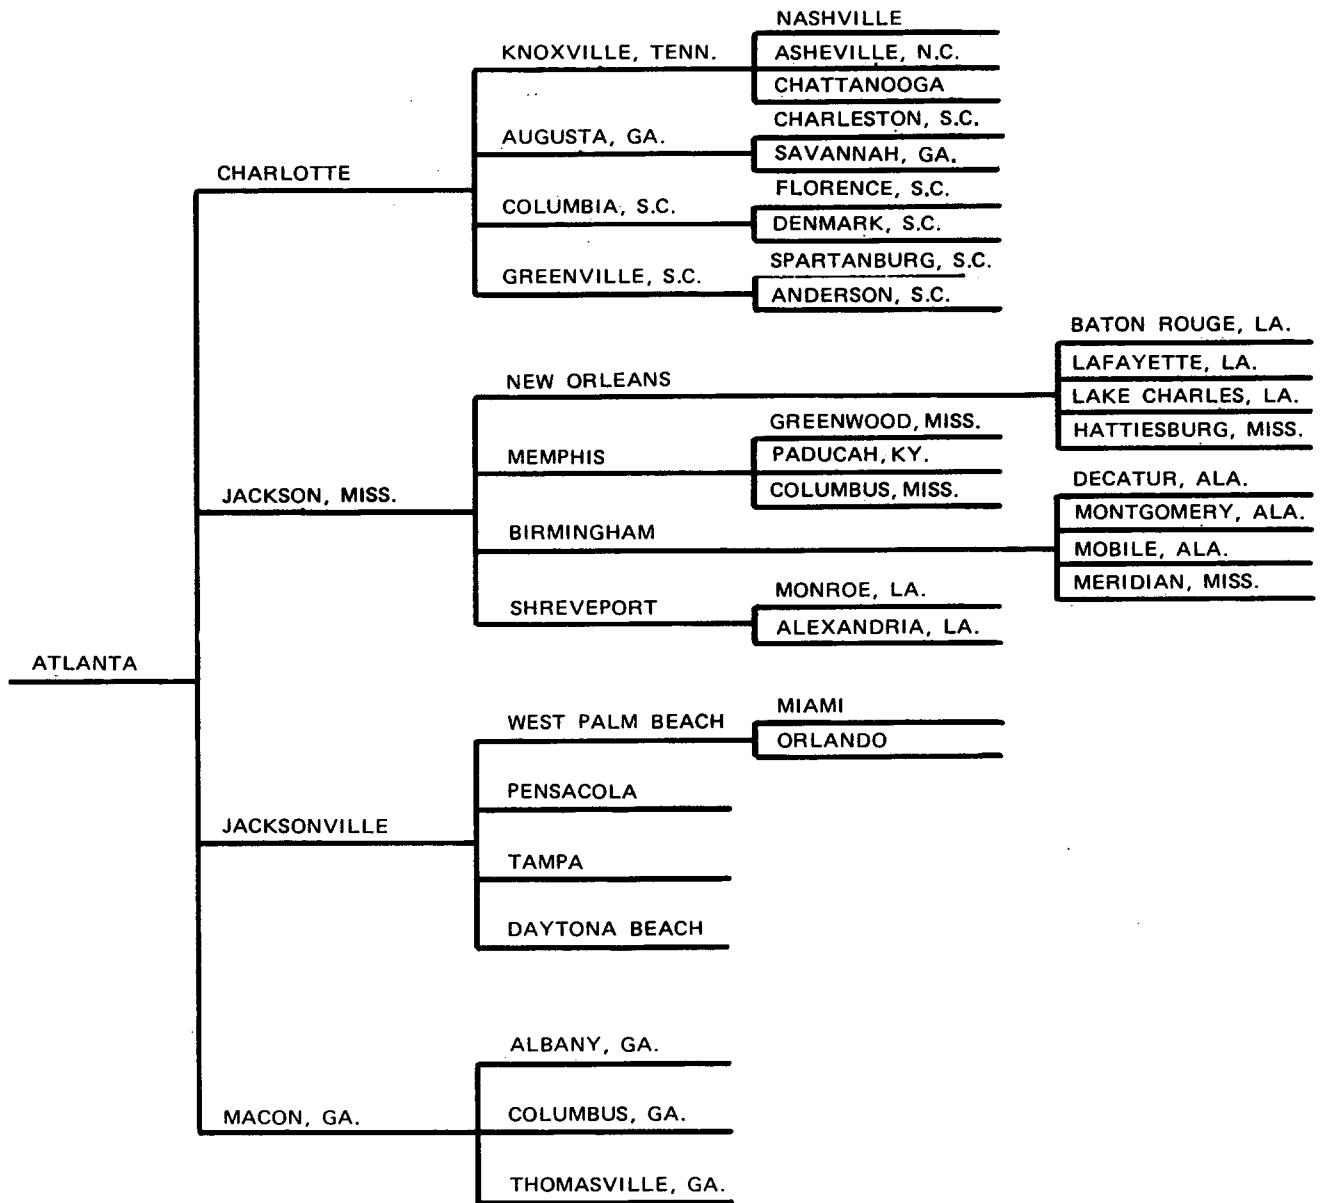 NASHVILLE
KNOXVILLE, TENN.
ASHEVILLE, N.C.
CHATTANOOGA
CHARLESTON, S.C.
AUGUSTA, GA.
SAVANNAH, GA.
CHARLOTTE
FLORENCE, S.C.
COLUMBIA, S.C.
DENMARK, S.C.
SPARTANBURG, S.C.
GREENVILLE, S.C.
ANDERSON, S.C.
BATON ROUGE, LA.
LAFAYETTE, LA.
NEW ORLEANS
LAKE CHARLES, LA.
GREENWOOD, MISS.
HATTIESBURG, MISS.
MEMPHIS
PADUCAH, KY.
DECATUR, ALA.
JACKSON, MISS.
COLUMBUS, MISS.
MONTGOMERY, ALA.
BIRMINGHAM
MOBILE, ALA.
MERIDIAN, MISS.
MONROE, LA.
SHREVEPORT
ALEXANDRIA, LA.
ATLANTA
MIAMI
WEST PALM BEACH
ORLANDO
PENSACOLA
JACKSONVILLE
TAMPA
DAYTONA BEACH
ALBANY, GA.
MACON, GA.
COLUMBUS, GA.
THOMASVILLE, GA.